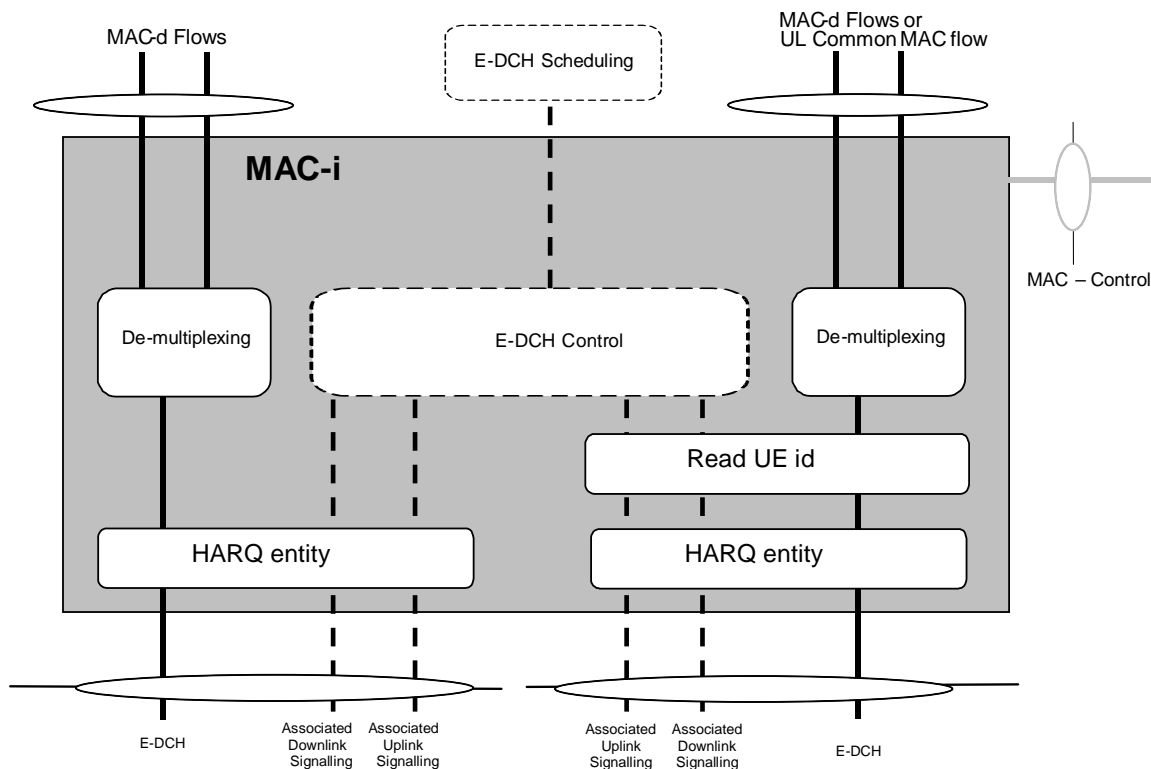 MAC-d Flows
E-DCH Scheduling
MAC-d Flows or
UL Common MAC flow
MAC-i
MAC – Control
De-multiplexing
E-DCH Control
De-multiplexing
Read UE id
HARQ entity
HARQ entity
E-DCH
Associated
Downlink
Signalling
Associated
Uplink
Signalling
Associated
Uplink
Signalling
Associated
Downlink
Signalling
E-DCH